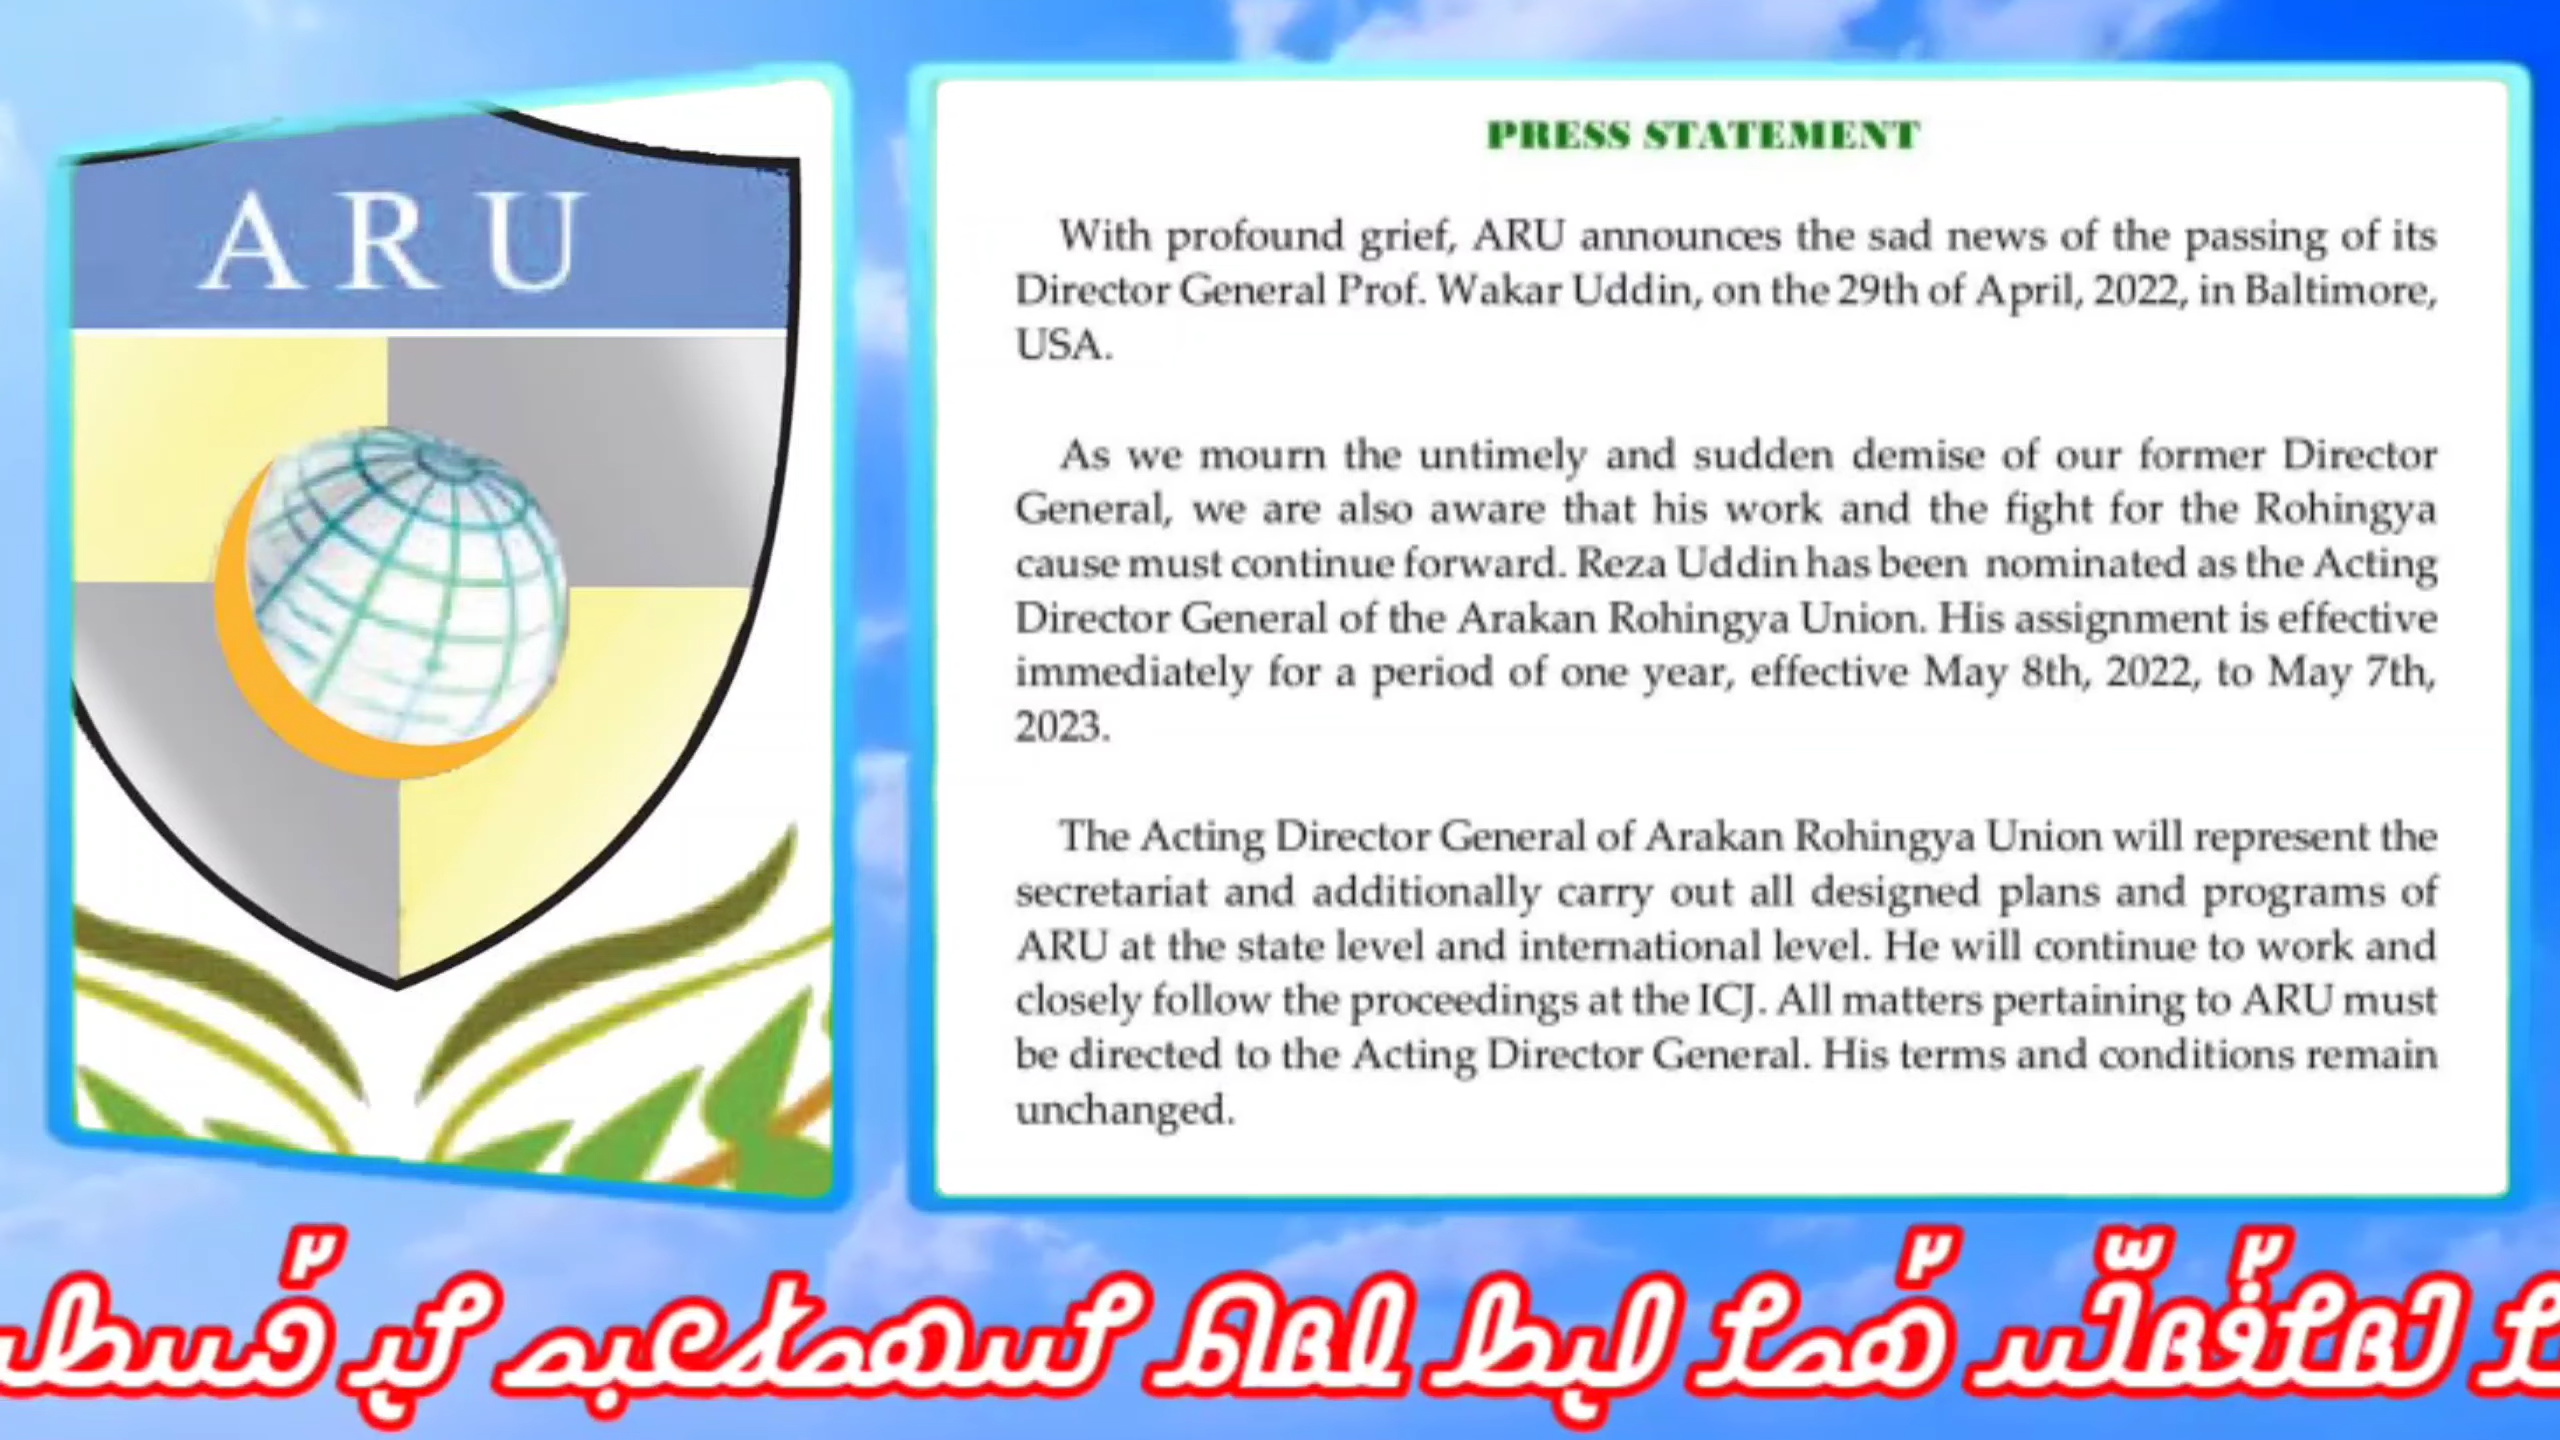 ARU
PRESS STATEMENT
With profound grief, ARU announces the sad news of the passing of its
Director General Prof. Wakar Uddin, on the 29th of April, 2022, in Baltimore,
USA.
As we mourn the untimely and sudden demise of our former Director
General, we are also aware that his work and the fight for the Rohingya
cause must continue forward. Reza Uddin has been nominated as the Acting
Director General of the Arakan Rohingya Union. His assignment is effective
immediately for a period of one year, effective May 8th, 2022, to May 7th,
2023.
The Acting Director General of Arakan Rohingya Union will represent the
secretariat and additionally carry out all designed plans and programs of
ARU at the state level and international level. He will continue to work and
closely follow the proceedings at the ICJ. All matters pertaining to ARU must
be directed to the Acting Director General. His terms and conditions remain
unchanged.